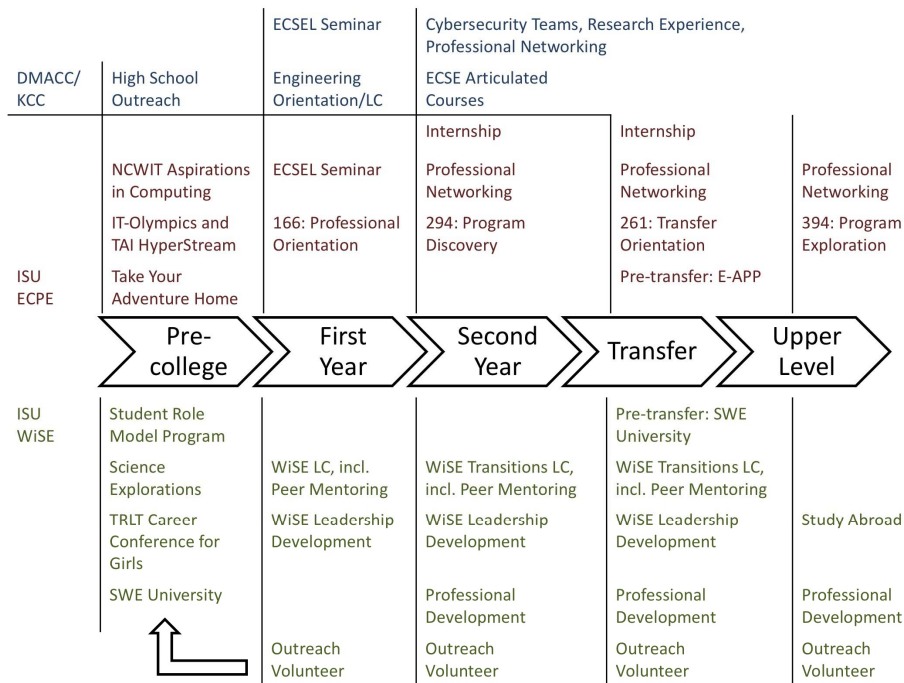 ECSEL Seminar
Cybersecurity Teams, Research Experience,
Professional Networking
DMACC/
KCC
High School
Outreach
Engineering
Orientation/LC
ECSE Articulated
Courses
Internship
Internship
NCWIT Aspirations
in Computing
ECSEL Seminar
Professional
Networking
Professional
Networking
Professional
Networking
IT-Olympics and
TAI HyperStream
166: Professional
Orientation
294: Program
Discovery
261: Transfer
Orientation
394: Program
Exploration
ISU
ECPE
Take Your
Adventure Home
Pre-transfer: E-APP
Pre-
college
First
Year
Second
Year
Transfer
Upper
Level
ISU
WiSE
Student Role
Model Program
Pre-transfer: SWE
University
Science
Explorations
WiSE LC, incl.
Peer Mentoring
WiSE Transitions LC,
incl. Peer Mentoring
WiSE Transitions LC,
incl. Peer Mentoring
TRLT Career
Conference for
Girls
WiSE Leadership
Development
WiSE Leadership
Development
WiSE Leadership
Development
Study Abroad
SWE University
Professional
Development
Professional
Development
Professional
Development
Outreach
Volunteer
Outreach
Volunteer
Outreach
Volunteer
Outreach
Volunteer